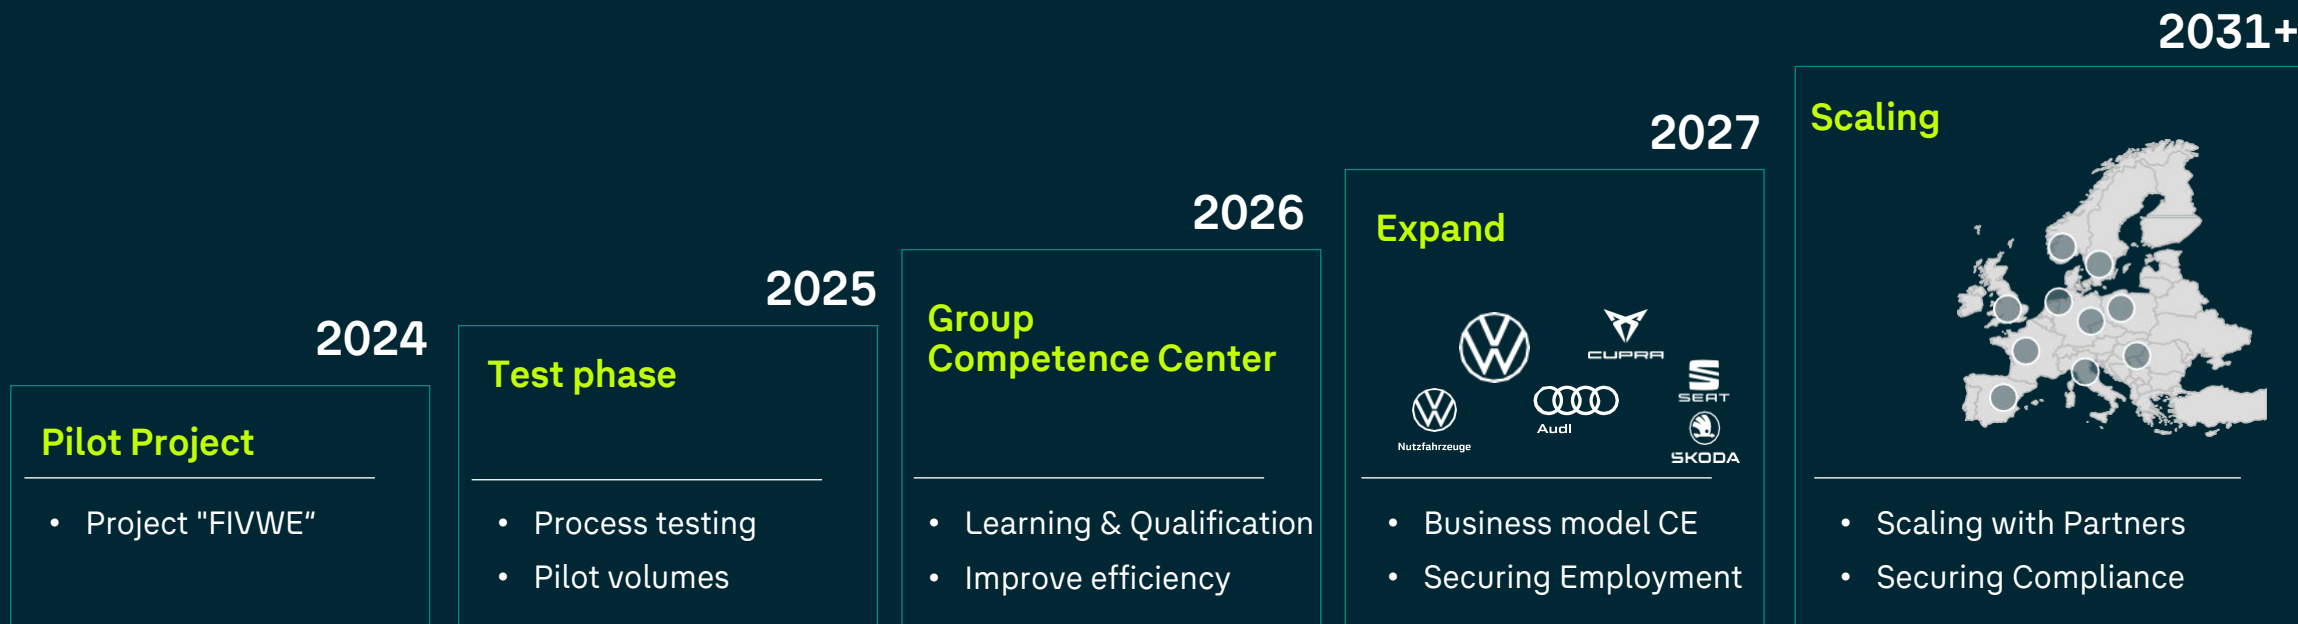 2024
Pilot Project
• Project "FIVWE“
2025
Test phase
• Process testing
• Pilot volumes
2026
Group
Competence Center
• Learning & Qualification
• Improve efficiency
2027
Expand
CUPRA
SEAT
Audi
Nutzfahrzeuge
SKODA
• Business model CE
• Securing Employment
2031+
Scaling
• Scaling with Partners
• Securing Compliance